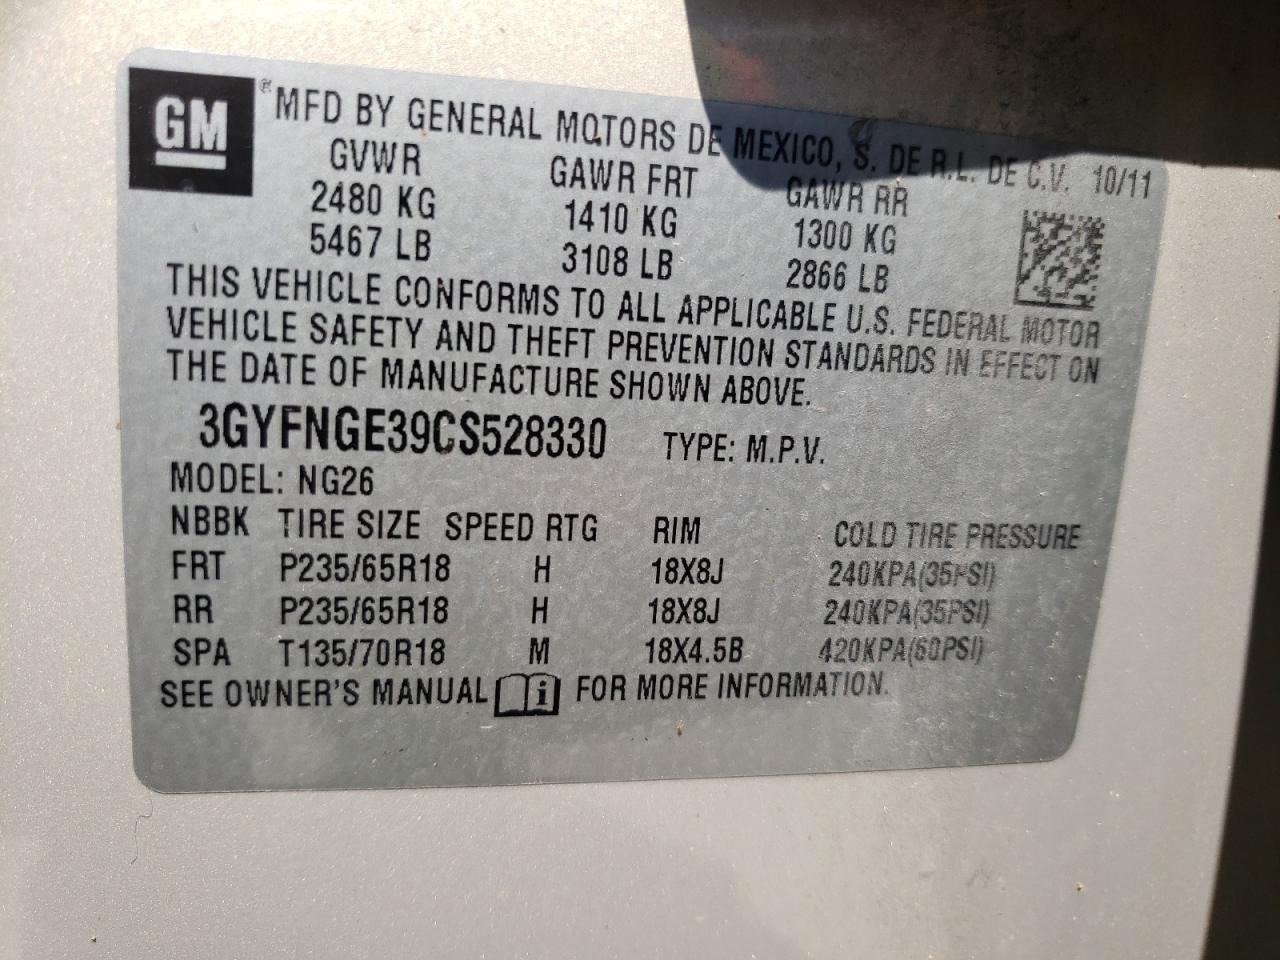 GM ® MFD BY GENERAL MOTORS DE MEXICO, S. DE R.L. DE C.V. 10/11
GVWR GAWR FRT GAWR RR
2480 KG 1410 KG 1300 KG
5467 LB 3108 LB 2866 LB
THIS VEHICLE CONFORMS TO ALL APPLICABLE U.S. FEDERAL MOTOR
VEHICLE SAFETY AND THEFT PREVENTION STANDARDS IN EFFECT ON
THE DATE OF MANUFACTURE SHOWN ABOVE.
3GYFNGE39CS528330 TYPE: M.P.V.
MODEL: NG26
NBBK TIRE SIZE SPEED RTG RIM COLD TIRE PRESSURE
FRT P235/65R18 H 18X8J 240KPA(35PSI)
RR P235/65R18 H 18X8J 240KPA(35PSI)
SPA T135/70R18 M 18X4.5B 420KPA(60PSI)
SEE OWNER'S MANUAL i FOR MORE INFORMATION.